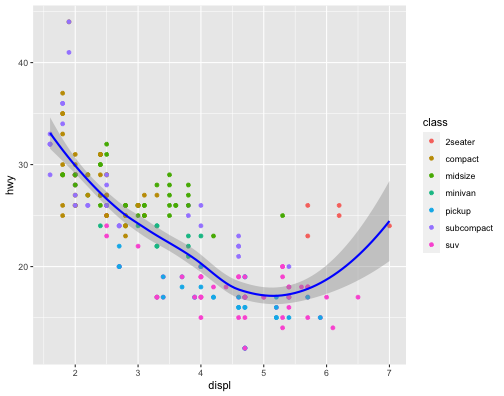 40
30
20
hwy
2
3
4
5
6
7
displ
class
2seater
compact
midsize
minivan
pickup
subcompact
suv